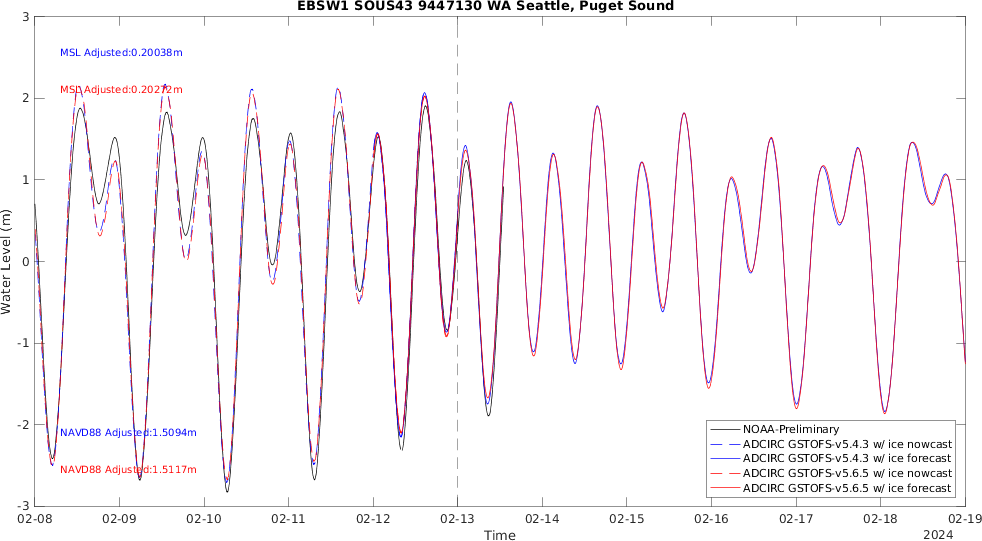 EBSW1 SOUS43 9447130 WA Seattle, Puget Sound
3
MSL Adjusted:0.20038m
MSL Adjusted:0.20272m
2
1
0
-1
-2
-3
Water Level (m)
NAVD88 Adjusted:1.5094m
NAVD88 Adjusted:1.5117m
NOAA-Preliminary
ADCIRC GSTOFS-v5.4.3 w/ ice nowcast
ADCIRC GSTOFS-v5.4.3 w/ ice forecast
ADCIRC GSTOFS-v5.6.5 w/ ice nowcast
ADCIRC GSTOFS-v5.6.5 w/ ice forecast
02-08 02-09 02-10 02-11 02-12 02-13 02-14 02-15 02-16 02-17 02-18 02-19
Time
2024